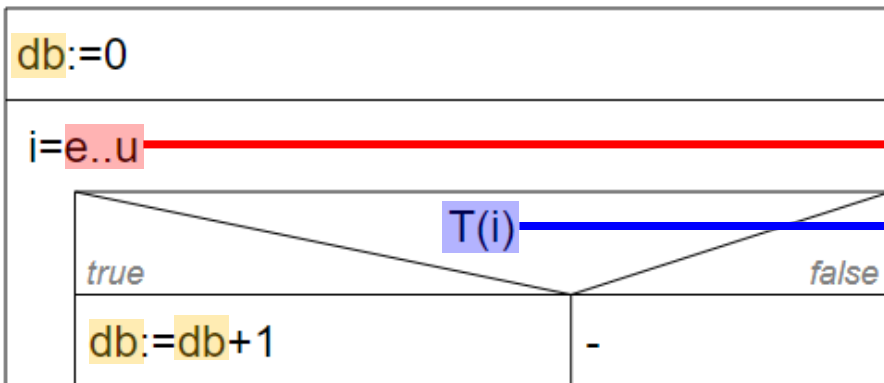 db:=0
i=e..u
T(i)
true
false
db:=db+1
-